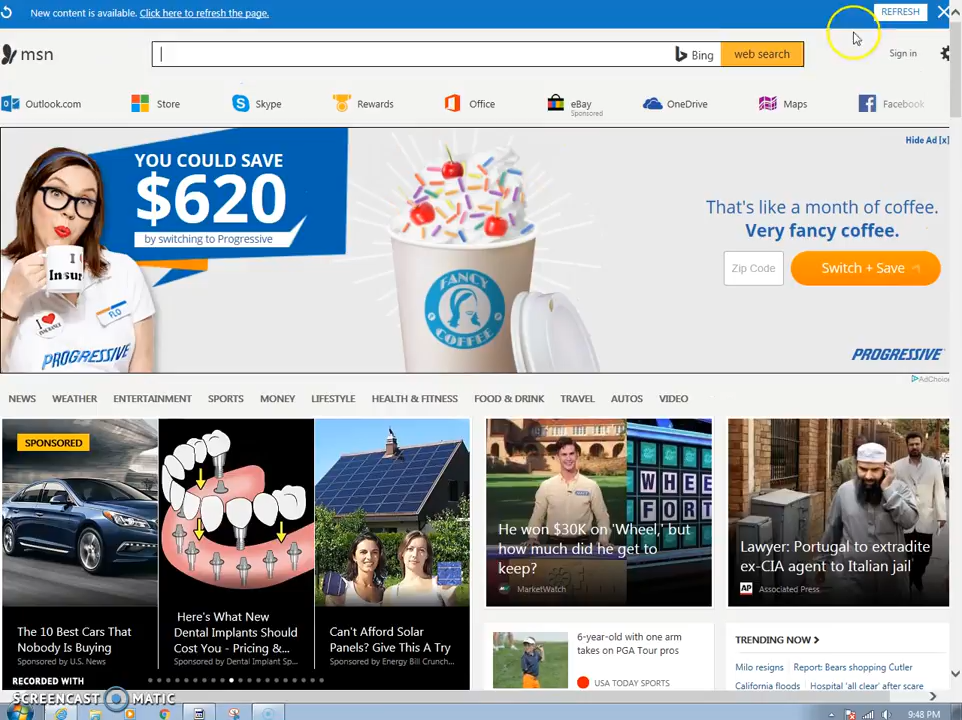 New content is available. Click here to refresh the page.
REFRESH
msn
Bing
web search
Sign in
Outlook.com
Store
Skype
Rewards
Office
eBay
Sponsored
OneDrive
Maps
Facebook
Hide Ad [x]
YOU COULD SAVE
$620
by switching to Progressive
That's like a month of coffee.
Very fancy coffee.
Zip Code
Switch + Save
I
Insur
FLO
I
INSURANCE
PROGRESSIVE
FANCY
COFFEE
PROGRESSIVE
AdChoic
NEWS WEATHER ENTERTAINMENT SPORTS MONEY LIFESTYLE HEALTH & FITNESS FOOD & DRINK TRAVEL AUTOS VIDEO
SPONSORED
The 10 Best Cars That
Nobody Is Buying
Sponsored by U.S. News
Here's What New
Dental Implants Should
Cost You - Pricing &...
Sponsored by Dental Implant Sp...
Can't Afford Solar
Panels? Give This A Try
Sponsored by Energy Bill Crunch...
WHEE
FORT
He won $30K on 'Wheel,' but
how much did he get to
keep?
MarketWatch
Lawyer: Portugal to extradite
ex-CIA agent to Italian jail
AP Associated Press
6-year-old with one arm
takes on PGA Tour pros
USA TODAY SPORTS
TRENDING NOW
Milo resigns
Report: Bears shopping Cutler
California floods
Hospital 'all clear' after scare
RECORDED WITH
SCREENCAST MATIC
9:48 PM